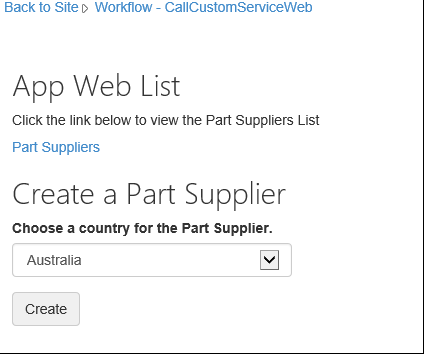 Back to Site ▷ Workflow - CallCustomServiceWeb
App Web List
Click the link below to view the Part Suppliers List
Part Suppliers
Create a Part Supplier
Choose a country for the Part Supplier.
Australia
Create